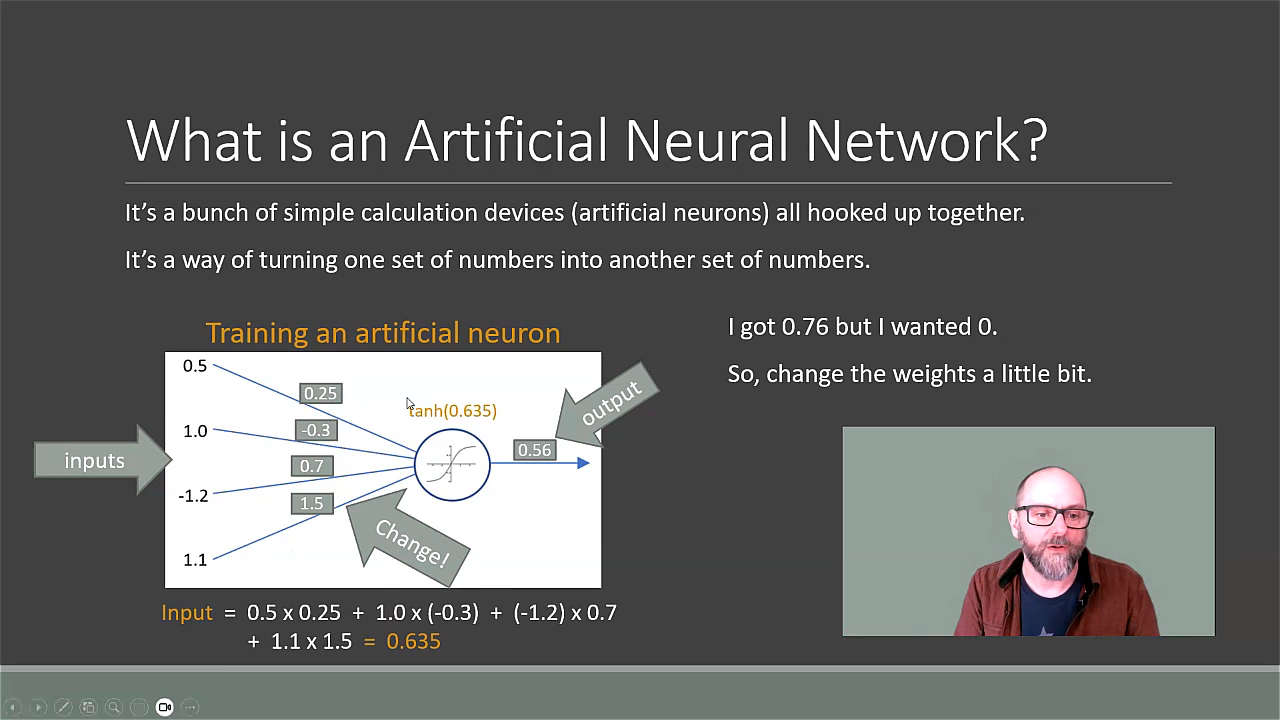 What is an Artificial Neural Network?
It's a bunch of simple calculation devices (artificial neurons) all hooked up together.
It's a way of turning one set of numbers into another set of numbers.
Training an artificial neuron
I got 0.76 but I wanted 0.
So, change the weights a little bit.
0.5
0.25
tanh(0.635)
output
1.0
-0.3
0.56
inputs
0.7
-1.2
1.5
Change!
1.1
Input = 0.5 x 0.25 + 1.0 x (-0.3) + (-1.2) x 0.7
+ 1.1 x 1.5 = 0.635